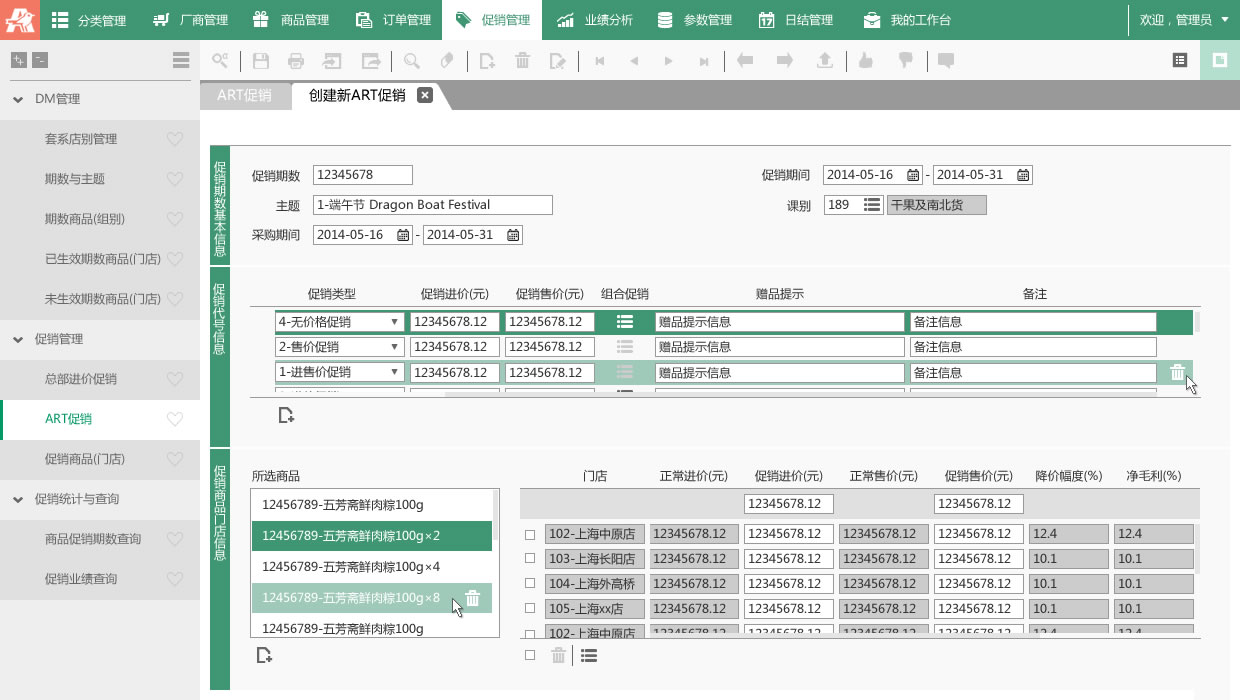 分类管理 厂商管理 商品管理 订单管理 促销管理 业绩分析 参数管理 日结管理 我的工作台 欢迎，管理员
DM管理
套系店别管理
期数与主题
期数商品(组别)
已生效期数商品(门店)
未生效期数商品(门店)
促销管理
总部进价促销
ART促销
促销商品(门店)
促销统计与查询
商品促销期数查询
促销业绩查询
ART促销 创建新ART促销
促销期数基本信息
促销期数 12345678 促销期间 2014-05-16 - 2014-05-31
主题 1-端午节 Dragon Boat Festival 课别 189 干果及南北货
采购期间 2014-05-16 - 2014-05-31
促销代号信息
促销类型 促销进价(元) 促销售价(元) 组合促销 赠品提示 备注
4-无价格促销 12345678.12 12345678.12 赠品提示信息 备注信息
2-售价促销 12345678.12 12345678.12 赠品提示信息 备注信息
1-进售价促销 12345678.12 12345678.12 赠品提示信息 备注信息
促销商品门店信息
所选商品
12456789-五芳斋鲜肉粽100g
12456789-五芳斋鲜肉粽100g×2
12456789-五芳斋鲜肉粽100g×4
12456789-五芳斋鲜肉粽100g×8
12456789-五芳斋鲜肉粽100g
门店 正常进价(元) 促销进价(元) 正常售价(元) 促销售价(元) 降价幅度(%) 净毛利(%)
12345678.12 12345678.12
102-上海中原店 12345678.12 12345678.12 12345678.12 12345678.12 12.4 12.4
103-上海长阳店 12345678.12 12345678.12 12345678.12 12345678.12 10.1 10.1
104-上海外高桥 12345678.12 12345678.12 12345678.12 12345678.12 10.1 10.1
105-上海xx店 12345678.12 12345678.12 12345678.12 12345678.12 10.1 10.1
102-上海中原店 12345678.12 12345678.12 12345678.12 12345678.12 12.4 12.4